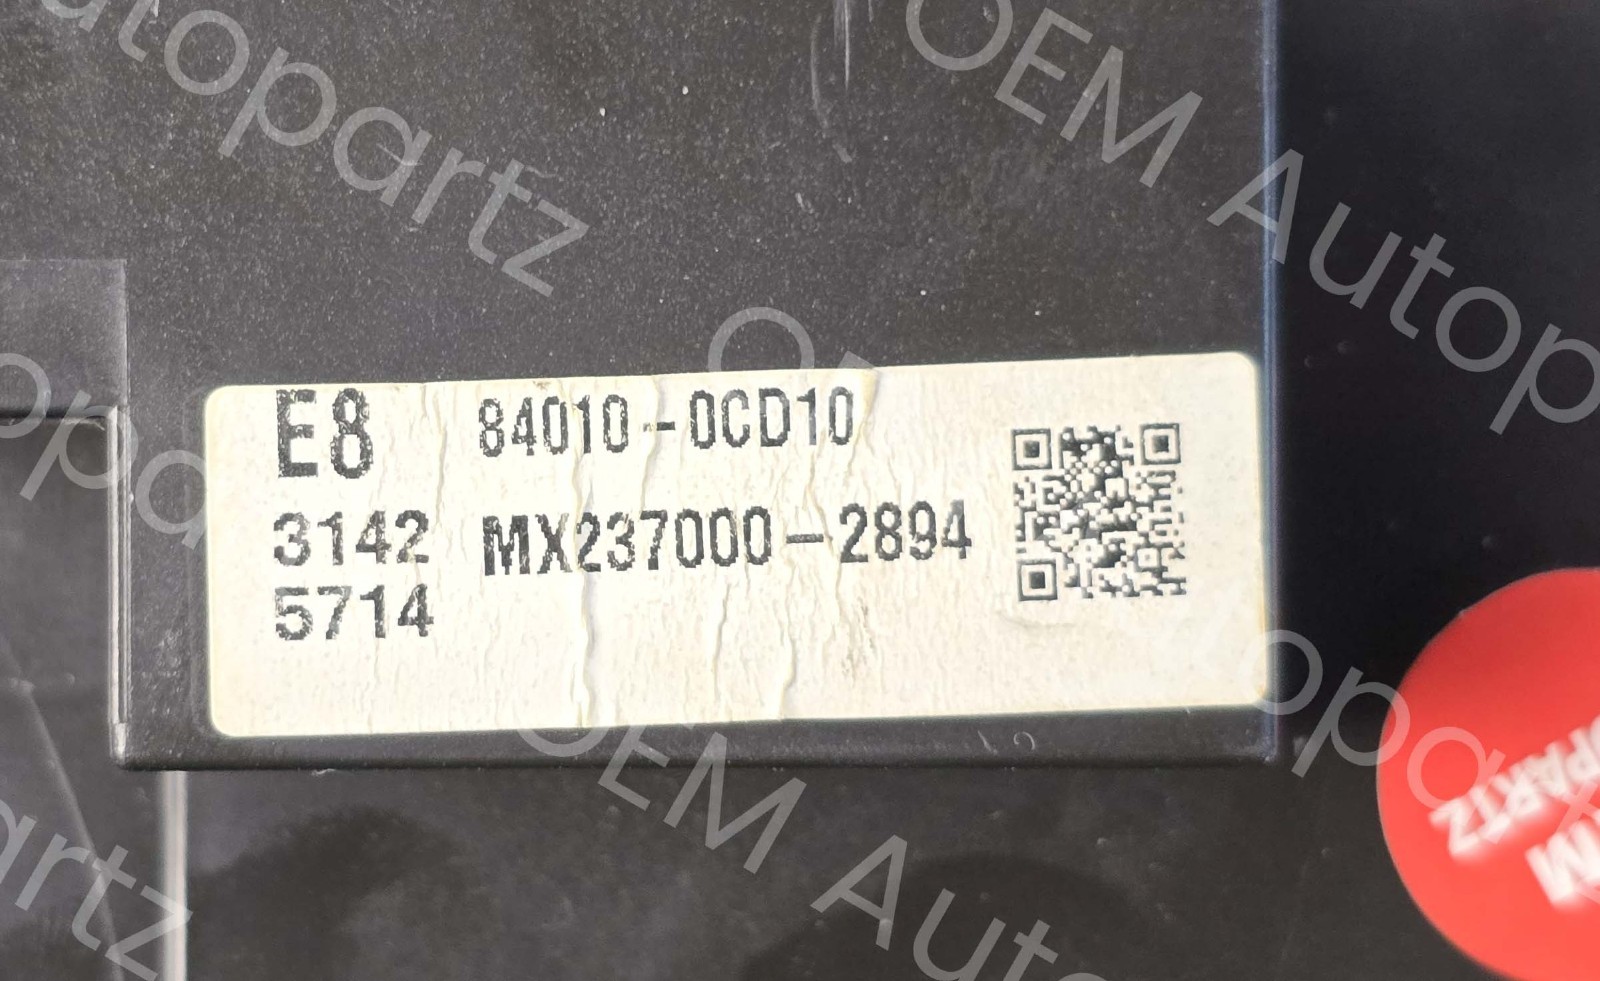 E8 84010-0CD10
3142 MX237000-2894
5714
OEM Autopartz